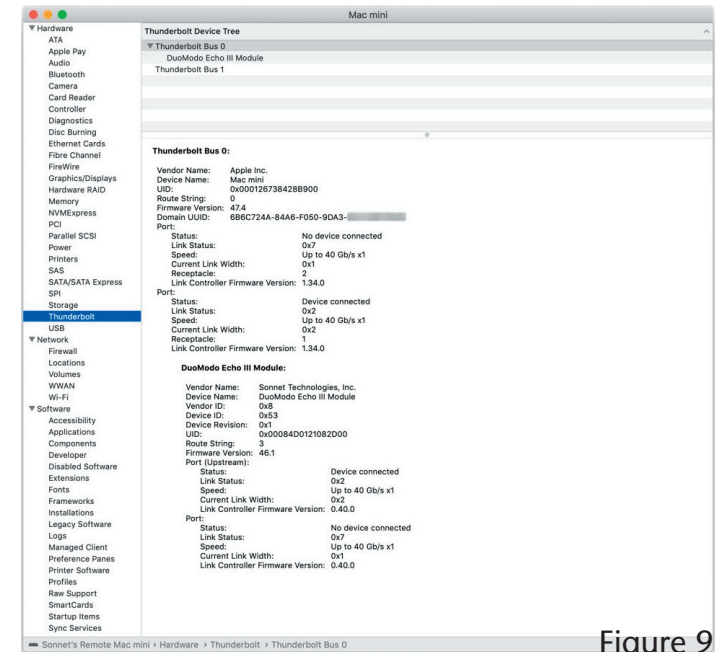 Mac mini
▼ Hardware
ATA
Apple Pay
Audio
Bluetooth
Camera
Card Reader
Controller
Diagnostics
Disc Burning
Ethernet Cards
Fibre Channel
FireWire
Graphics/Displays
Hardware RAID
Memory
NVMExpress
PCI
Parallel SCSI
Power
Printers
SAS
SATA/SATA Express
SPI
Storage
Thunderbolt
USB
▼ Network
Firewall
Locations
Volumes
WWAN
Wi-Fi
▼ Software
Accessibility
Applications
Components
Developer
Disabled Software
Extensions
Fonts
Frameworks
Installations
Legacy Software
Logs
Managed Client
Preference Panes
Printer Software
Profiles
Raw Support
SmartCards
Startup Items
Sync Services
Thunderbolt Device Tree
▼ Thunderbolt Bus 0
DuoModo Echo III Module
Thunderbolt Bus 1
Thunderbolt Bus 0:
Vendor Name: Apple Inc.
Device Name: Mac mini
UID: 0x000126738428B900
Route String: 0
Firmware Version: 47.4
Domain UUID: 6B6C724A-84A6-F050-9DA3-
Port:
Status: No device connected
Link Status: 0x7
Speed: Up to 40 Gb/s x1
Current Link Width: 0x1
Receptacle: 2
Link Controller Firmware Version: 1.34.0
Port:
Status: Device connected
Link Status: 0x2
Speed: Up to 40 Gb/s x1
Current Link Width: 0x2
Receptacle: 1
Link Controller Firmware Version: 1.34.0
DuoModo Echo III Module:
Vendor Name: Sonnet Technologies, Inc.
Device Name: DuoModo Echo III Module
Vendor ID: 0x8
Device ID: 0x53
Device Revision: 0x1
UID: 0x00084D0121082D00
Route String: 3
Firmware Version: 46.1
Port (Upstream):
Status: Device connected
Link Status: 0x2
Speed: Up to 40 Gb/s x1
Current Link Width: 0x2
Link Controller Firmware Version: 0.40.0
Port:
Status: No device connected
Link Status: 0x7
Speed: Up to 40 Gb/s x1
Current Link Width: 0x1
Link Controller Firmware Version: 0.40.0
Sonnet's Remote Mac mini › Hardware › Thunderbolt › Thunderbolt Bus 0
Figure 9